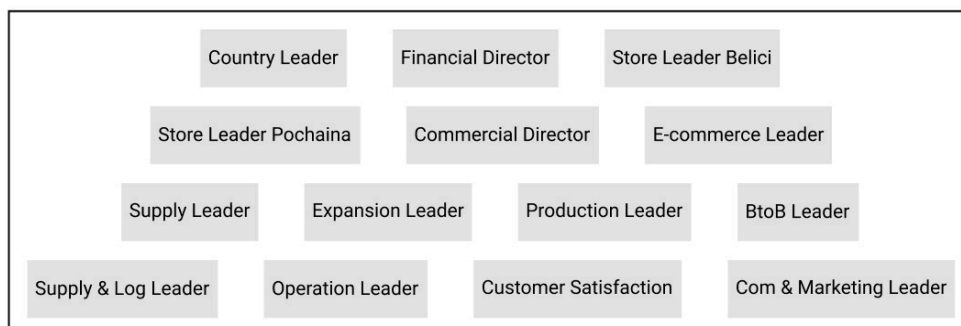 Country Leader
Financial Director
Store Leader Belici
Store Leader Pochaina
Commercial Director
E-commerce Leader
Supply Leader
Expansion Leader
Production Leader
BtoB Leader
Supply & Log Leader
Operation Leader
Customer Satisfaction
Com & Marketing Leader